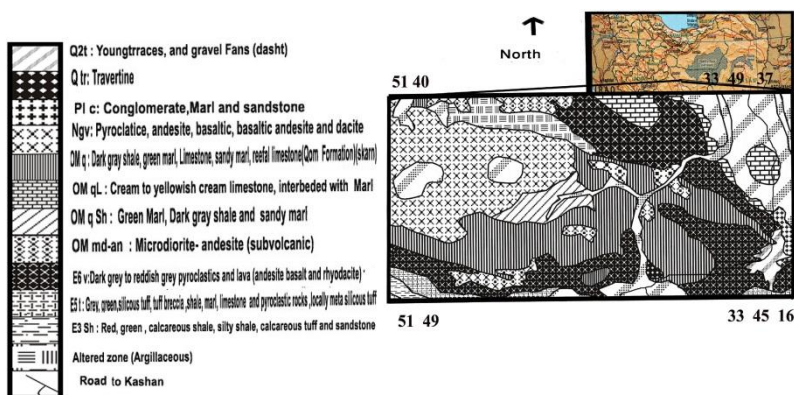 Q2t : Youngtrraces, and gravel Fans (dasht)
Q tr: Travertine
Pl c: Conglomerate,Marl and sandstone
Ngv: Pyroclatice, andesite, basaltic, basaltic andesite and dacite
OM q : Dark gray shale, green marl, Limestone, sandy marl, reefal limestone(Qom Formation)(skarn)
OM qL : Cream to yellowish cream limestone, interbeded with Marl
OM q Sh : Green Marl, Dark gray shale and sandy marl
OM md-an : Microdiorite- andesite (subvolcanic)
E6 v:Dark grey to reddish grey pyroclastics and lava (andesite basalt and rhyodacite)
E5 t : Grey, green,silicous tuff, tuff breccie ,shale, marl, limestone and pyroclastic rocks ,locally meta silicous tuff
E3 Sh : Red, green , calcareous shale, silty shale, calcareous tuff and sandstone
Altered zone (Argillaceous)
Road to Kashan
North
51 40
33 49 37
51 49
33 45 16